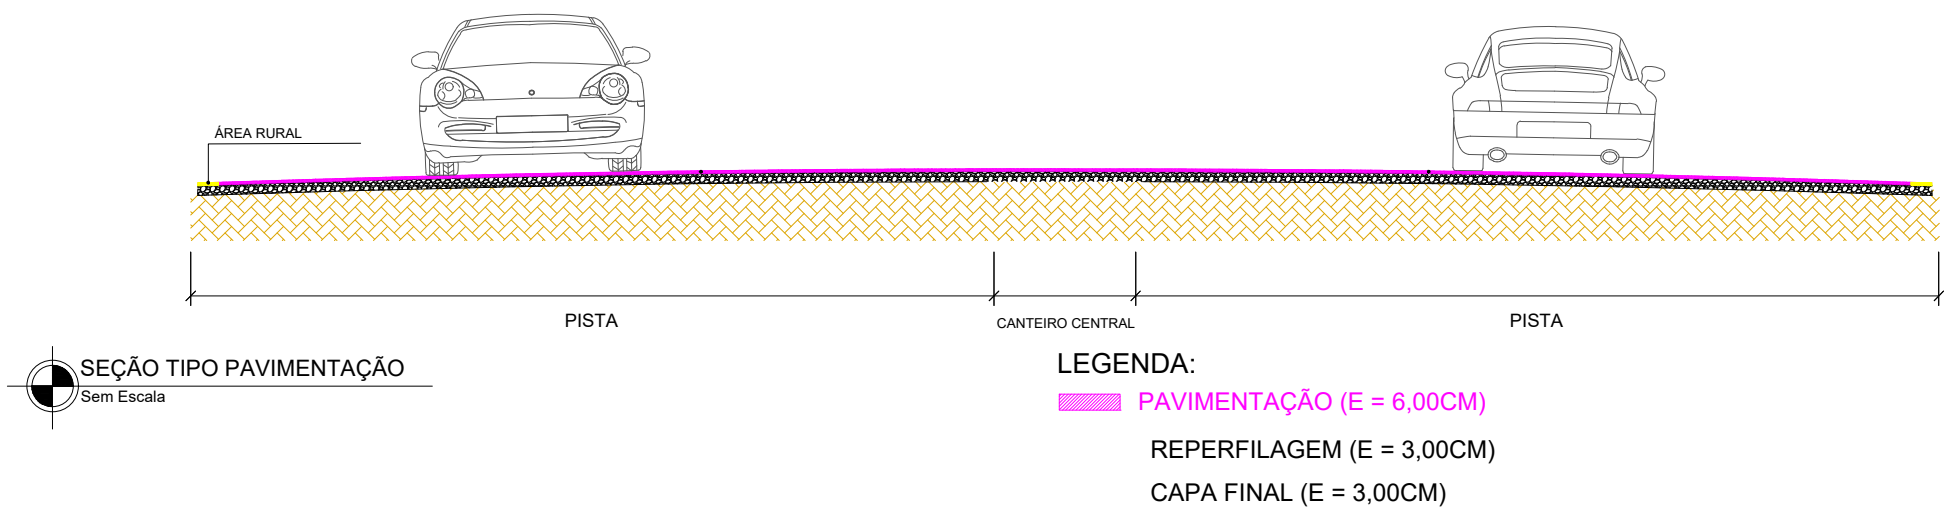 ÁREA RURAL
PISTA
CANTEIRO CENTRAL
PISTA
SEÇÃO TIPO PAVIMENTAÇÃO
Sem Escala
LEGENDA:
PAVIMENTAÇÃO (E = 6,00CM)
REPERFILAGEM (E = 3,00CM)
CAPA FINAL (E = 3,00CM)